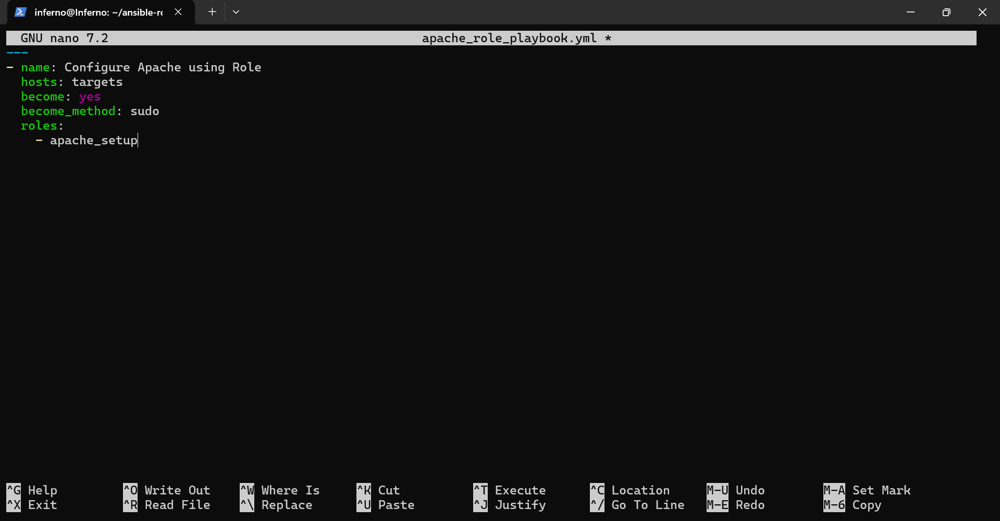 inferno@Inferno: ~/ansible-ro
GNU nano 7.2 apache_role_playbook.yml *
---
- name: Configure Apache using Role
  hosts: targets
  become: yes
  become_method: sudo
  roles:
    - apache_setup
^G Help ^O Write Out ^W Where Is ^K Cut ^T Execute ^C Location M-U Undo M-A Set Mark
^X Exit ^R Read File ^\ Replace ^U Paste ^J Justify ^/ Go To Line M-E Redo M-6 Copy